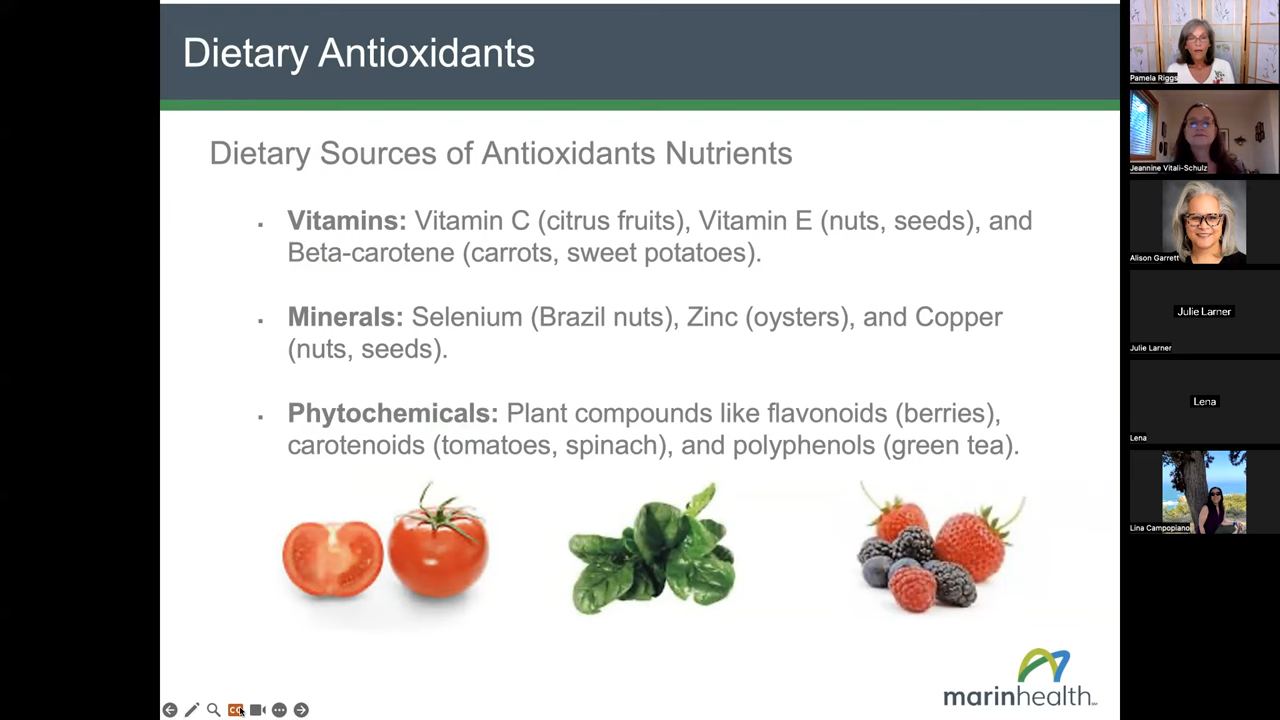 Dietary Antioxidants
Dietary Sources of Antioxidants Nutrients
Vitamins: Vitamin C (citrus fruits), Vitamin E (nuts, seeds), and
Beta-carotene (carrots, sweet potatoes).
Minerals: Selenium (Brazil nuts), Zinc (oysters), and Copper
(nuts, seeds).
Phytochemicals: Plant compounds like flavonoids (berries),
carotenoids (tomatoes, spinach), and polyphenols (green tea).
marinhealth
CC
Pamela Riggs
Jeannine Vitali-Schulz
Alison Garrett
Julie Larner
Julie Larner
Lena
Lena
Lina Campopiano